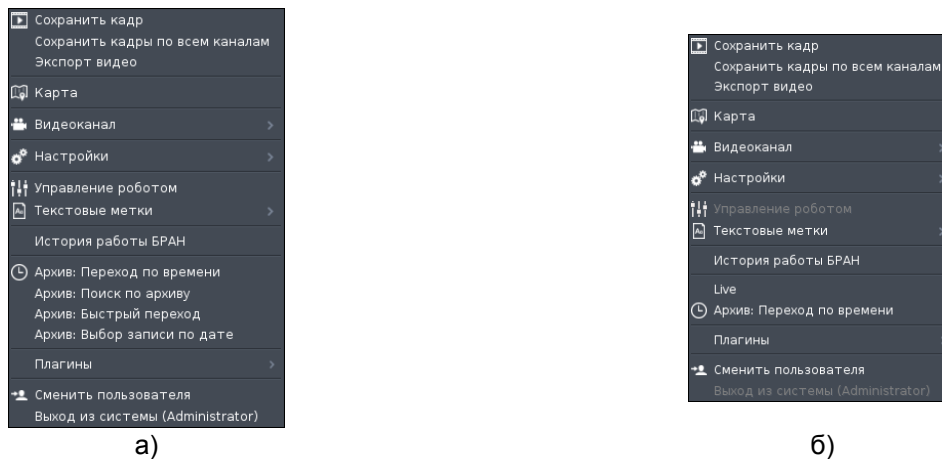 Сохранить кадр
Сохранить кадры по всем каналам
Экспорт видео
Карта
Видеоканал
Настройки
Управление роботом
Текстовые метки
История работы БРАН
Архив: Переход по времени
Архив: Поиск по архиву
Архив: Быстрый переход
Архив: Выбор записи по дате
Плагины
Сменить пользователя
Выход из системы (Administrator)
а)
Сохранить кадр
Сохранить кадры по всем каналам
Экспорт видео
Карта
Видеоканал
Настройки
Управление роботом
Текстовые метки
История работы БРАН
Live
Архив: Переход по времени
Плагины
Сменить пользователя
Выход из системы (Administrator)
б)